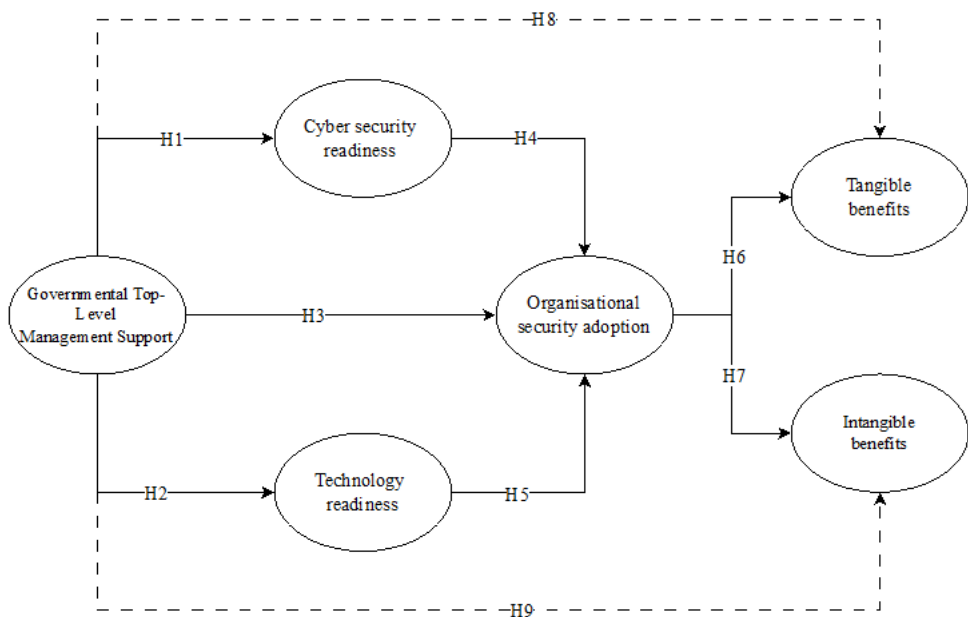 H8
Cyber security
readiness
H1
H4
Tangible
benefits
H6
Governmental Top-
Level
Management Support
H3
Organisational
security adoption
H7
Intangible
benefits
Technology
readiness
H2
H5
H9